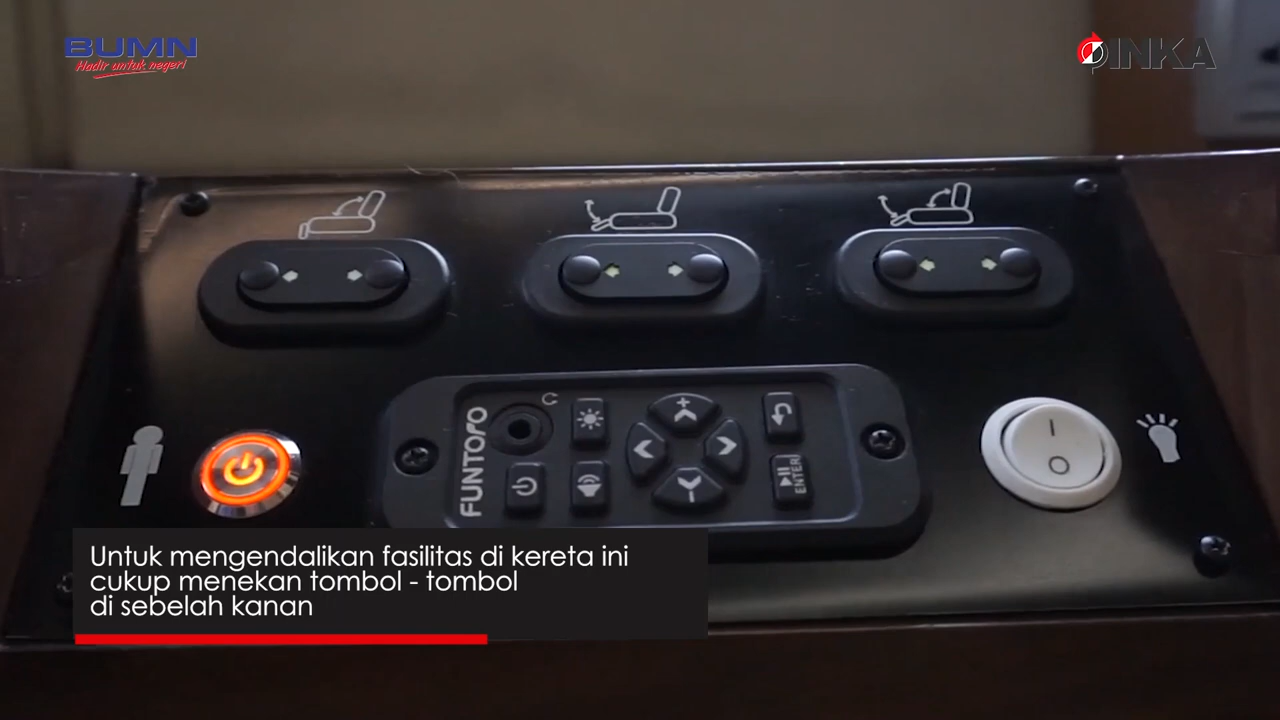 BUMN
Hadir untuk negeri
INKA
FUNTORO
ENTER
Untuk mengendalikan fasilitas di kereta ini
cukup menekan tombol - tombol
di sebelah kanan